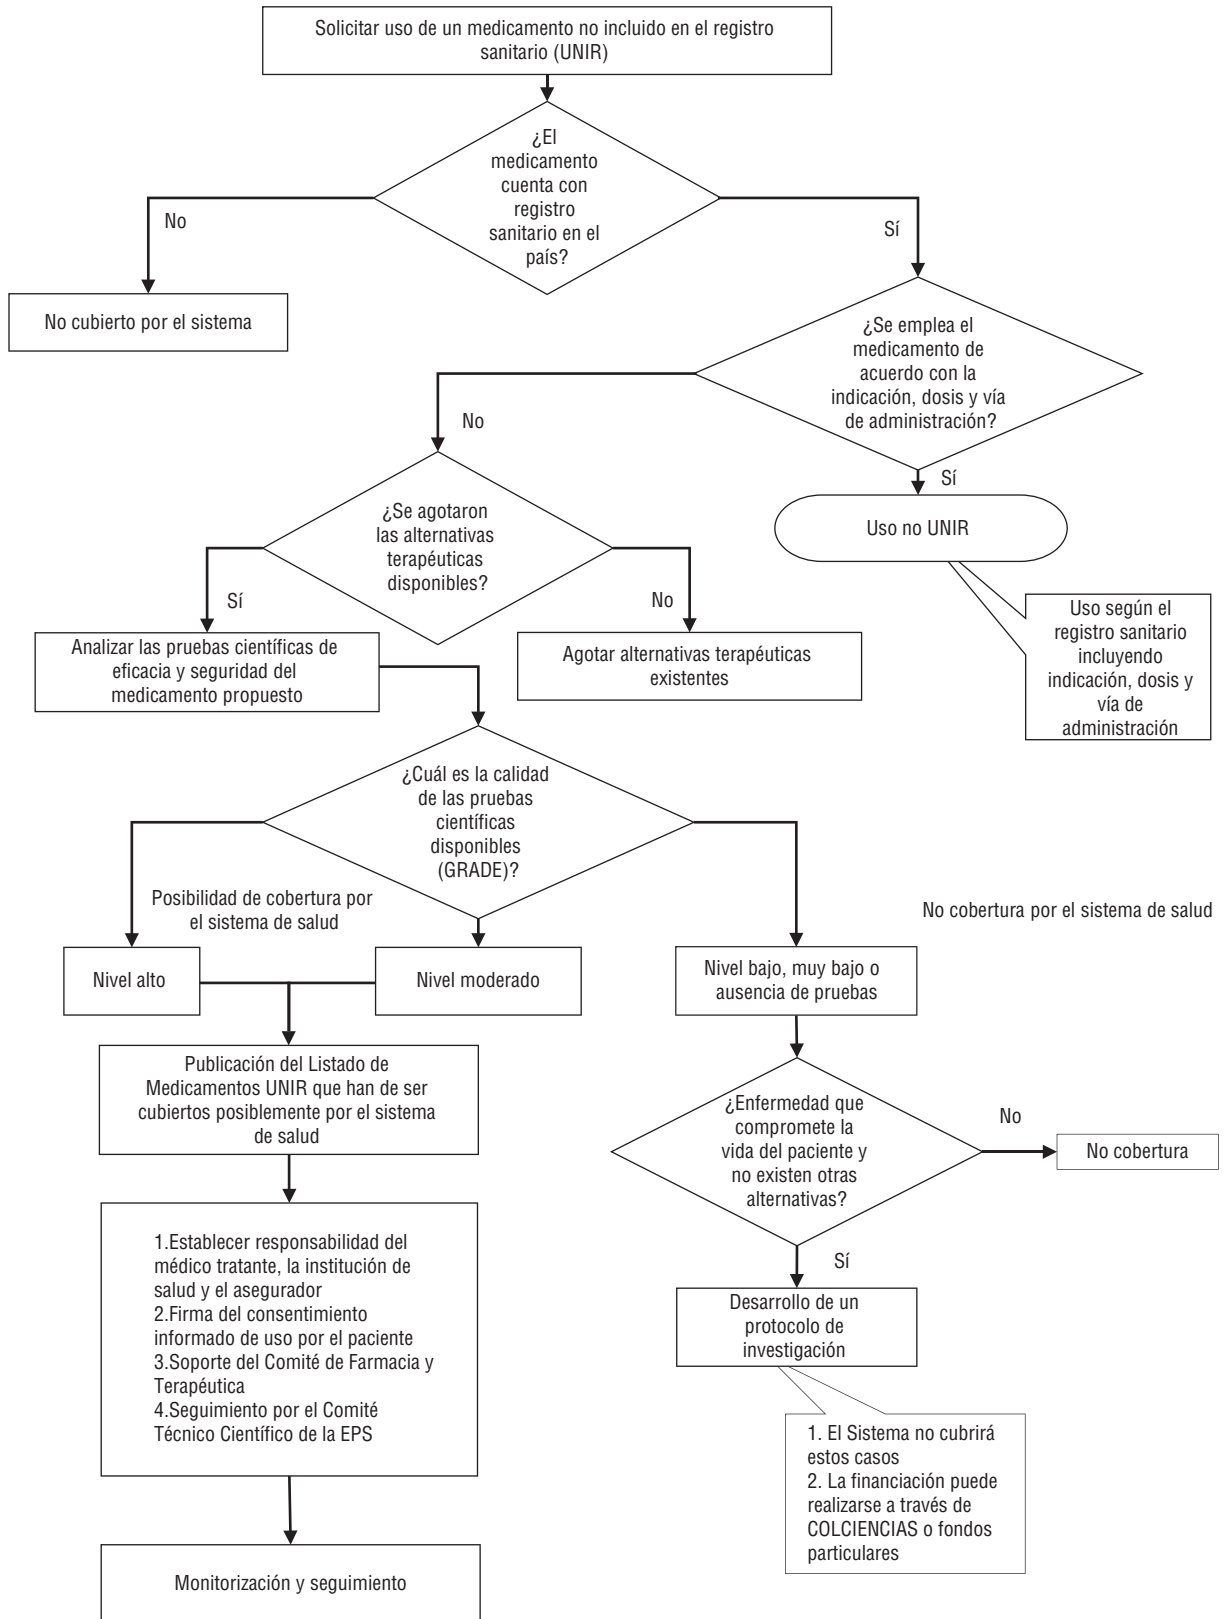 Solicitar uso de un medicamento no incluido en el registro
sanitario (UNIR)
¿El
medicamento
cuenta con
registro
sanitario en el
país?
No
Sí
No cubierto por el sistema
¿Se emplea el
medicamento de
acuerdo con la
indicación, dosis y vía
de administración?
No
Sí
¿Se agotaron
las alternativas
terapéuticas
disponibles?
Uso no UNIR
Sí
No
Uso según el
registro sanitario
incluyendo
indicación, dosis y
vía de
administración
Analizar las pruebas científicas de
eficacia y seguridad del
medicamento propuesto
Agotar alternativas terapéuticas
existentes
¿Cuál es la calidad
de las pruebas
científicas
disponibles
(GRADE)?
Posibilidad de cobertura por
el sistema de salud
No cobertura por el sistema de salud
Nivel alto
Nivel moderado
Nivel bajo, muy bajo o
ausencia de pruebas
Publicación del Listado de
Medicamentos UNIR que han de ser
cubiertos posiblemente por el sistema
de salud
¿Enfermedad que
compromete la
vida del paciente y
no existen otras
alternativas?
No
No cobertura
Sí
1.Establecer responsabilidad del
médico tratante, la institución de
salud y el asegurador
2.Firma del consentimiento
informado de uso por el paciente
3.Soporte del Comité de Farmacia y
Terapéutica
4.Seguimiento por el Comité
Técnico Científico de la EPS
Desarrollo de un
protocolo de
investigación
1. El Sistema no cubrirá
estos casos
2. La financiación puede
realizarse a través de
COLCIENCIAS o fondos
particulares
Monitorización y seguimiento